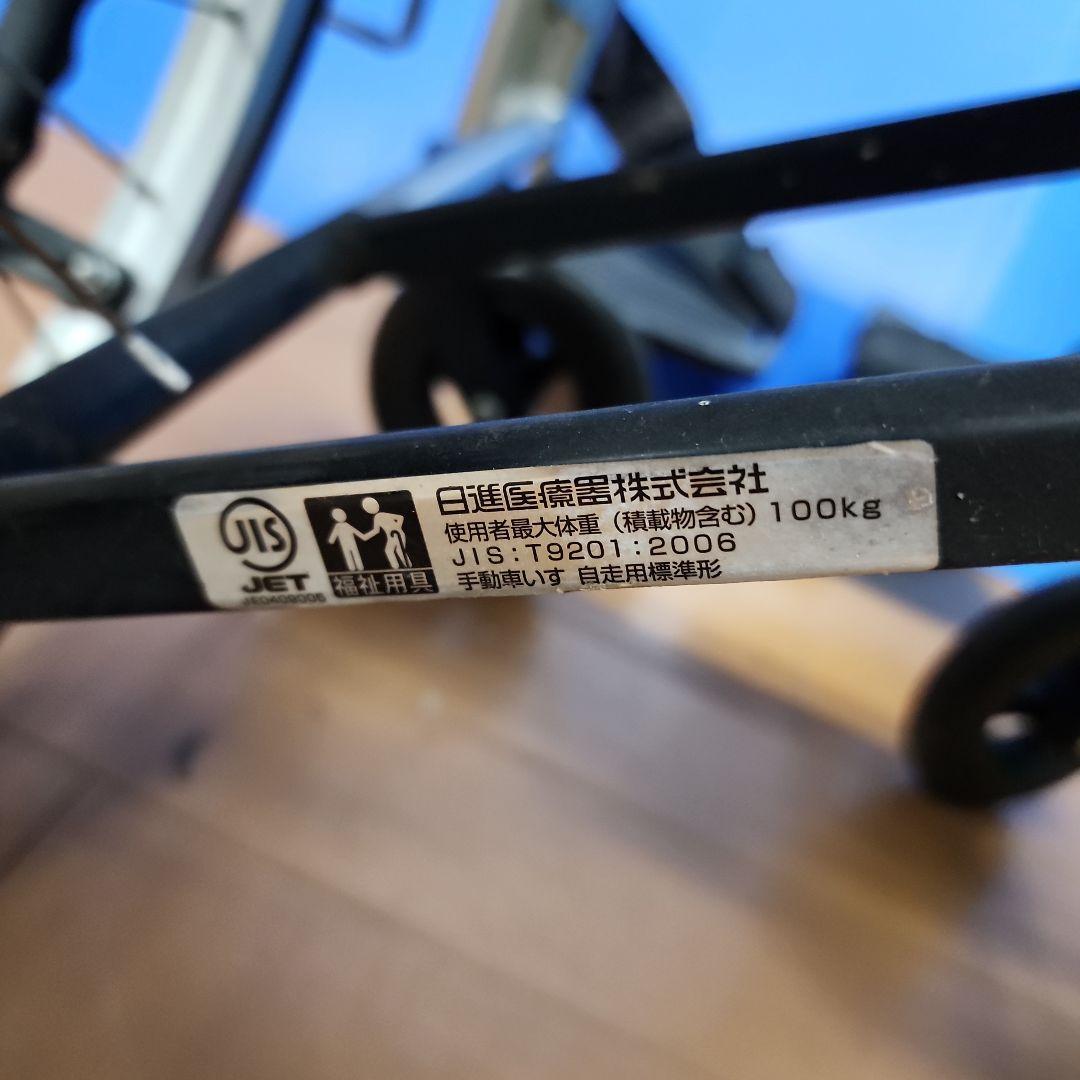 JIS
JET
JE0409005
福祉用具
日進医療器株式会社
使用者最大体重（積載物含む）100kg
JIS:T9201:2006
手動車いす 自走用標準形